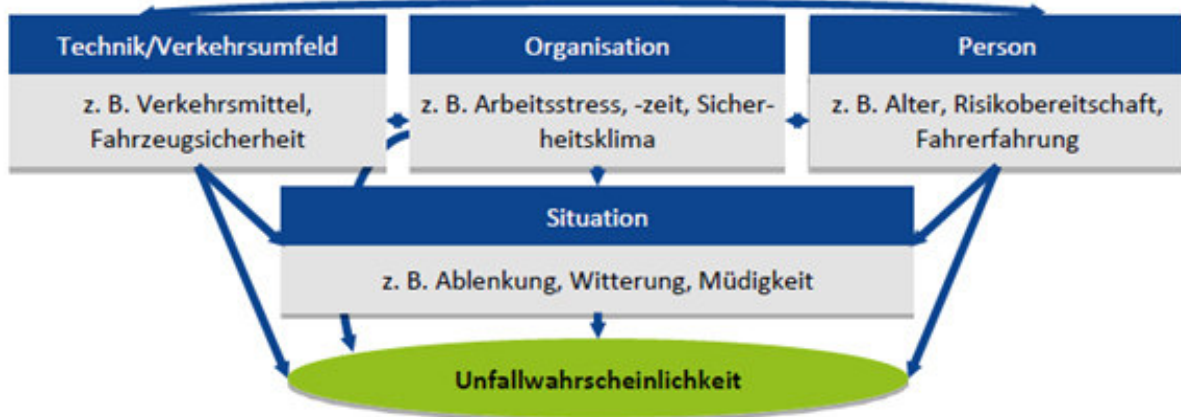 Technik/Verkehrsumfeld
z. B. Verkehrsmittel,
Fahrzeugsicherheit
Organisation
z. B. Arbeitsstress, -zeit, Sicher-
heitsklima
Person
z. B. Alter, Risikobereitschaft,
Fahrerfahrung
Situation
z. B. Ablenkung, Witterung, Müdigkeit
Unfallwahrscheinlichkeit